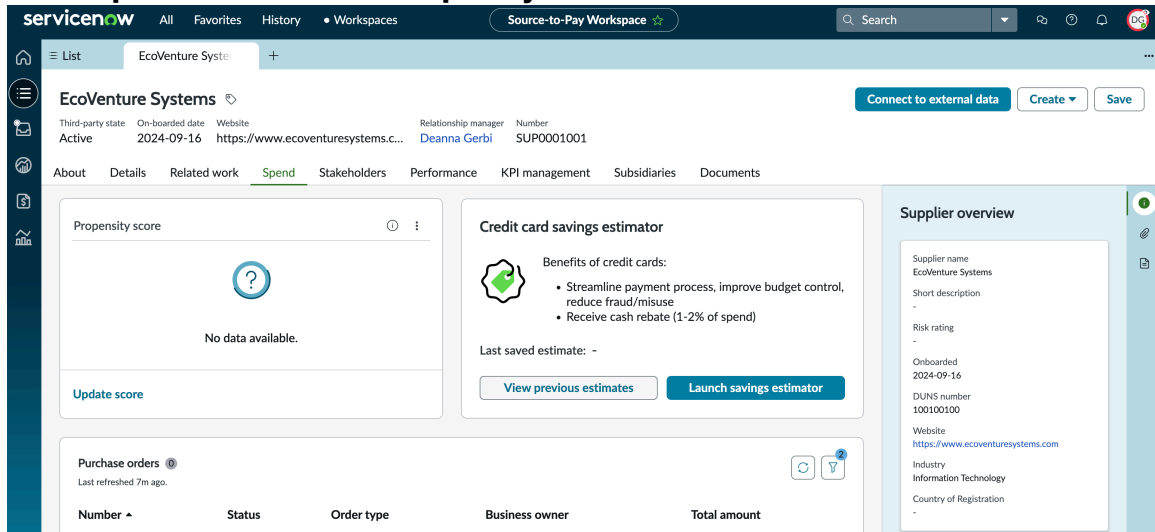 servicenow All Favorites History • Workspaces Source-to-Pay Workspace ☆ Search DG
List EcoVenture Syste +
EcoVenture Systems
Connect to external data Create Save
Third-party state On-boarded date Website Relationship manager Number
Active 2024-09-16 https://www.ecoventuresystems.c... Deanna Gerbi SUP0001001
About Details Related work Spend Stakeholders Performance KPI management Subsidiaries Documents
Propensity score
?
No data available.
Update score
Credit card savings estimator
Benefits of credit cards:
• Streamline payment process, improve budget control,
reduce fraud/misuse
• Receive cash rebate (1-2% of spend)
Last saved estimate: -
View previous estimates Launch savings estimator
Purchase orders 0
Last refreshed 7m ago.
2
Number Status Order type Business owner Total amount
Supplier overview
Supplier name
EcoVenture Systems
Short description
-
Risk rating
-
Onboarded
2024-09-16
DUNS number
100100100
Website
https://www.ecoventuresystems.com
Industry
Information Technology
Country of Registration
-